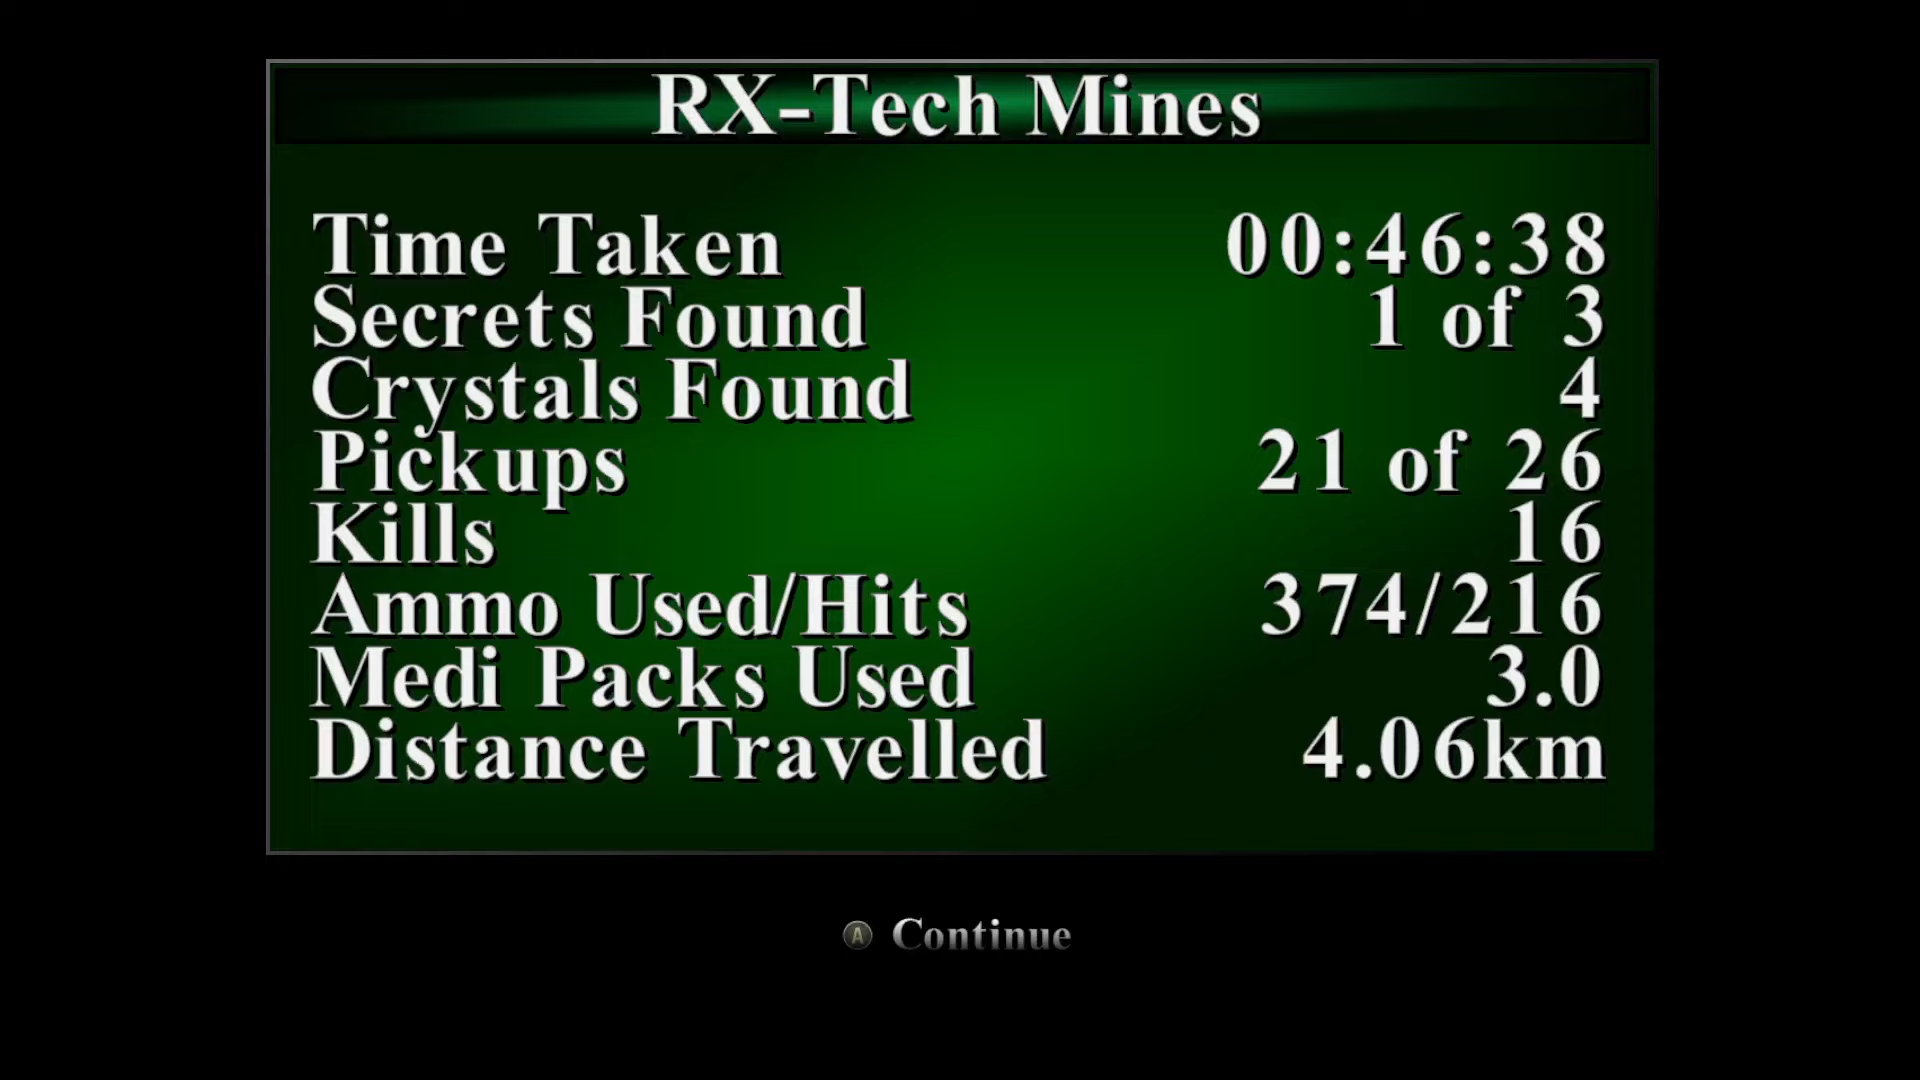 RX-Tech Mines
Time Taken 00:46:38
Secrets Found 1 of 3
Crystals Found 4
Pickups 21 of 26
Kills 16
Ammo Used/Hits 374/216
Medi Packs Used 3.0
Distance Travelled 4.06km
A Continue